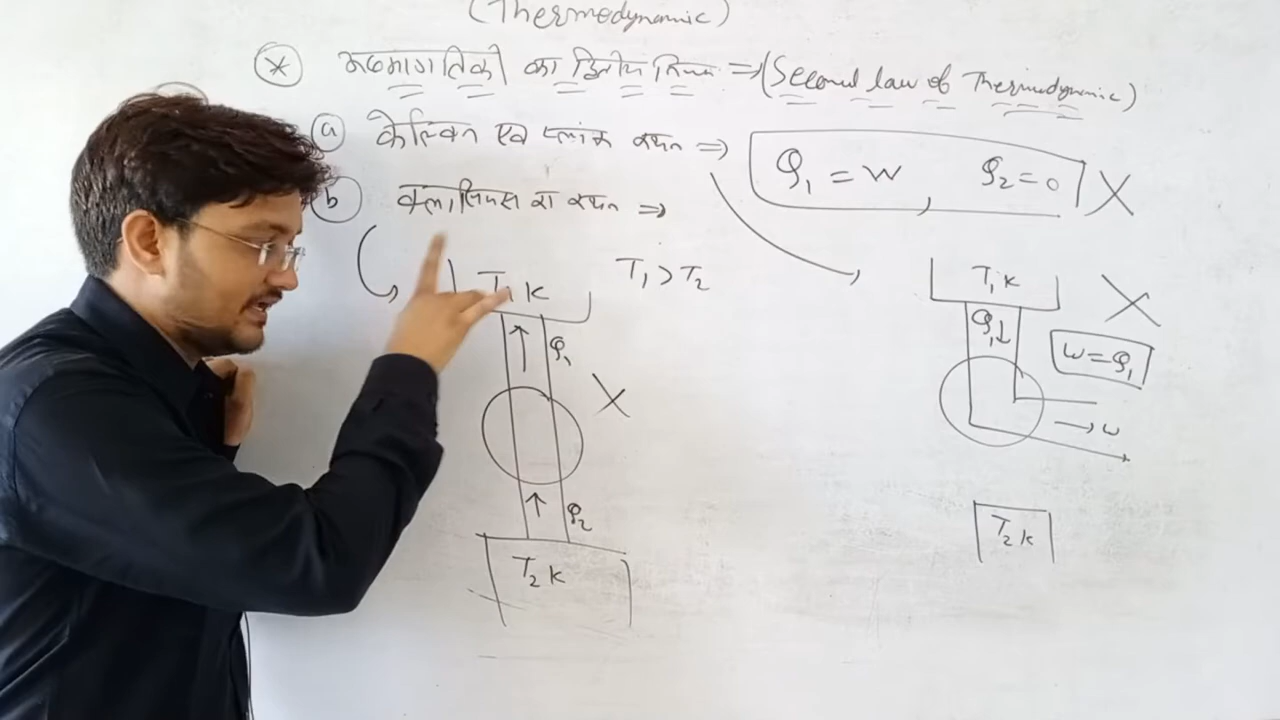 (Thermodynamic)
* ऊष्मागतिकी का द्वितीय नियम ⇒ (Second law of Thermodynamic)
a केल्विन एवं प्लांक कथन ⇒
Q₁ = W, Q₂ = 0 X
b क्लासियस का कथन ⇒
T₁ > T₂
T₁ K
Q₁
X
Q₂
T₂ K
T₁ K X
Q₁↓
W = Q₁
→ W
T₂ K